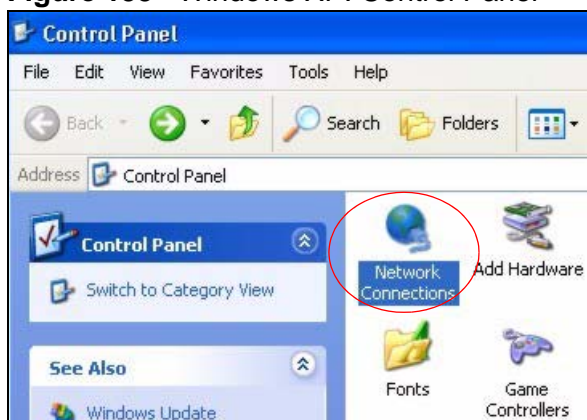 Control Panel
File Edit View Favorites Tools Help
Back Search Folders
Address Control Panel
Control Panel
Switch to Category View
See Also
Windows Update
Network Connections
Add Hardware
Fonts
Game Controllers